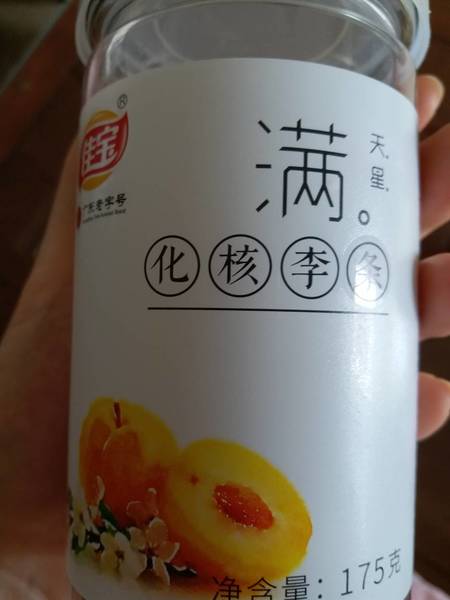 佳宝®
广东老字号
满。
天。
星。
化核李条
净含量：175克